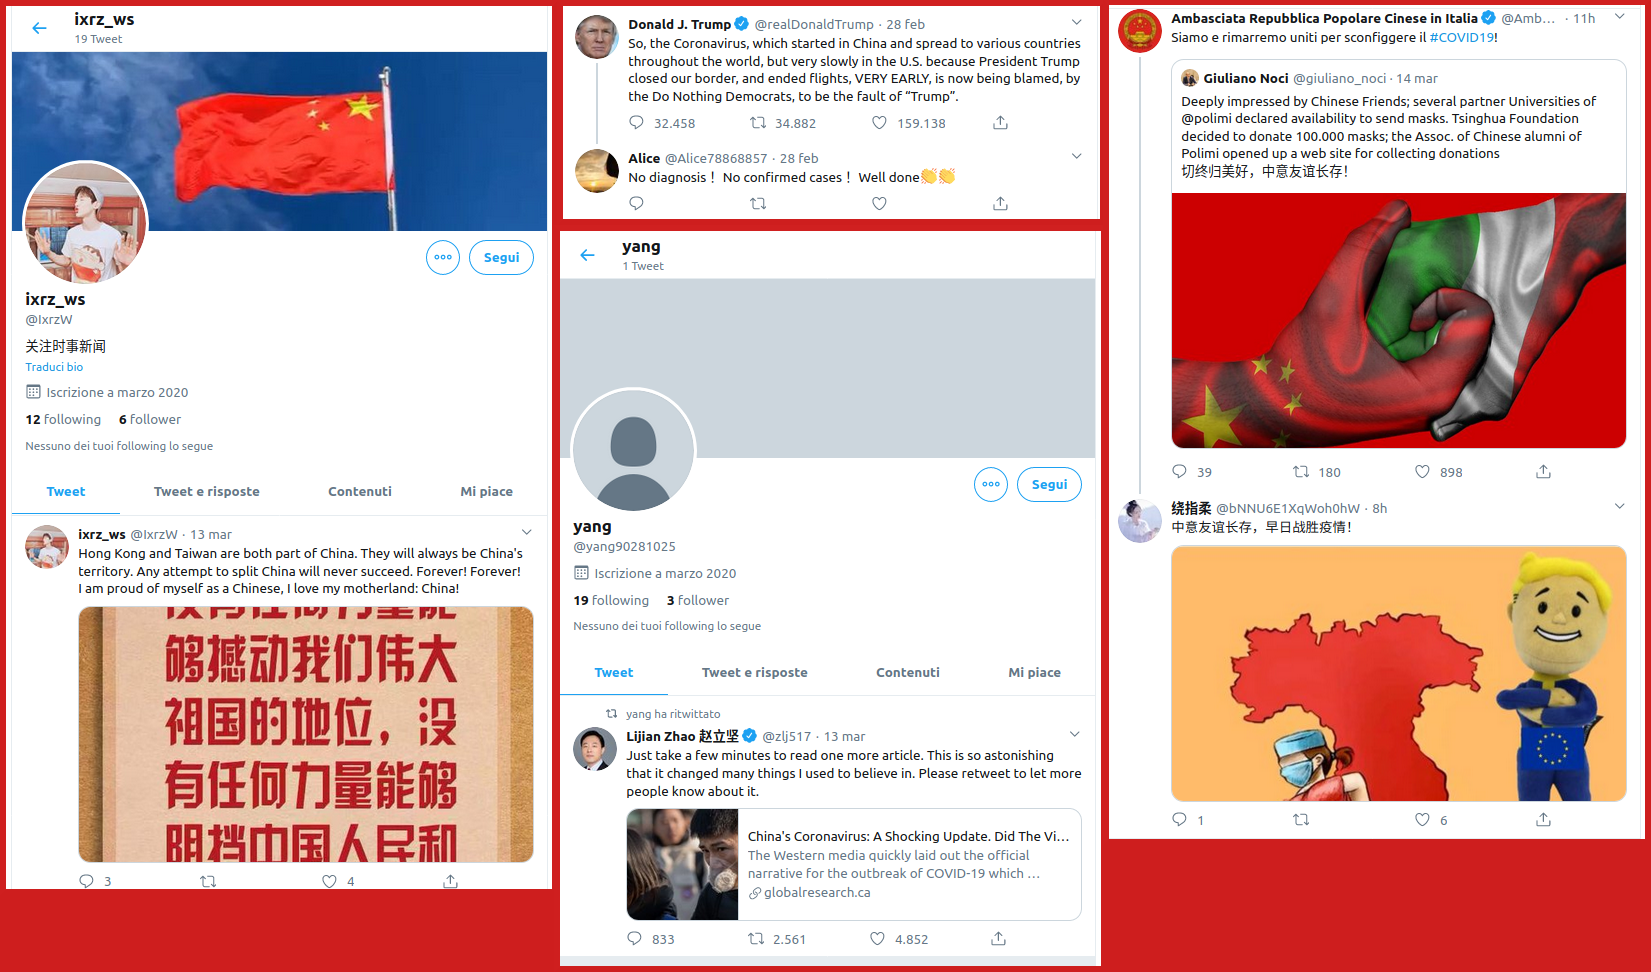 ixrz_ws
19 Tweet
Segui
ixrz_ws
@IxrzW
关注时事新闻
Traduci bio
Iscrizione a marzo 2020
12 following 6 follower
Nessuno dei tuoi following lo segue
Tweet Tweet e risposte Contenuti Mi piace
ixrz_ws @IxrzW · 13 mar
Hong Kong and Taiwan are both part of China. They will always be China's
territory. Any attempt to split China will never succeed. Forever! Forever!
I am proud of myself as a Chinese, I love my motherland: China!
没有任何力量能
够撼动我们伟大
祖国的地位，没
有任何力量能够
阻挡中国人民和
3 4
Donald J. Trump @realDonaldTrump · 28 feb
So, the Coronavirus, which started in China and spread to various countries
throughout the world, but very slowly in the U.S. because President Trump
closed our border, and ended flights, VERY EARLY, is now being blamed, by
the Do Nothing Democrats, to be the fault of “Trump”.
32.458 34.882 159.138
Alice @Alice78868857 · 28 feb
No diagnosis！No confirmed cases！Well done👏👏
yang
1 Tweet
Segui
yang
@yang90281025
Iscrizione a marzo 2020
19 following 3 follower
Nessuno dei tuoi following lo segue
Tweet Tweet e risposte Contenuti Mi piace
yang ha ritwittato
Lijian Zhao 赵立坚 @zlj517 · 13 mar
Just take a few minutes to read one more article. This is so astonishing
that it changed many things I used to believe in. Please retweet to let more
people know about it.
China's Coronavirus: A Shocking Update. Did The Vi...
The Western media quickly laid out the official
narrative for the outbreak of COVID-19 which ...
globalresearch.ca
833 2.561 4.852
Ambasciata Repubblica Popolare Cinese in Italia @Amb... · 11h
Siamo e rimarremo uniti per sconfiggere il #COVID19!
Giuliano Noci @giuliano_noci · 14 mar
Deeply impressed by Chinese Friends; several partner Universities of
@polimi declared availability to send masks. Tsinghua Foundation
decided to donate 100.000 masks; the Assoc. of Chinese alumni of
Polimi opened up a web site for collecting donations
切终归美好，中意友谊长存！
39 180 898
绕指柔 @bNNU6E1XqWoh0hW · 8h
中意友谊长存，早日战胜疫情！
1 6